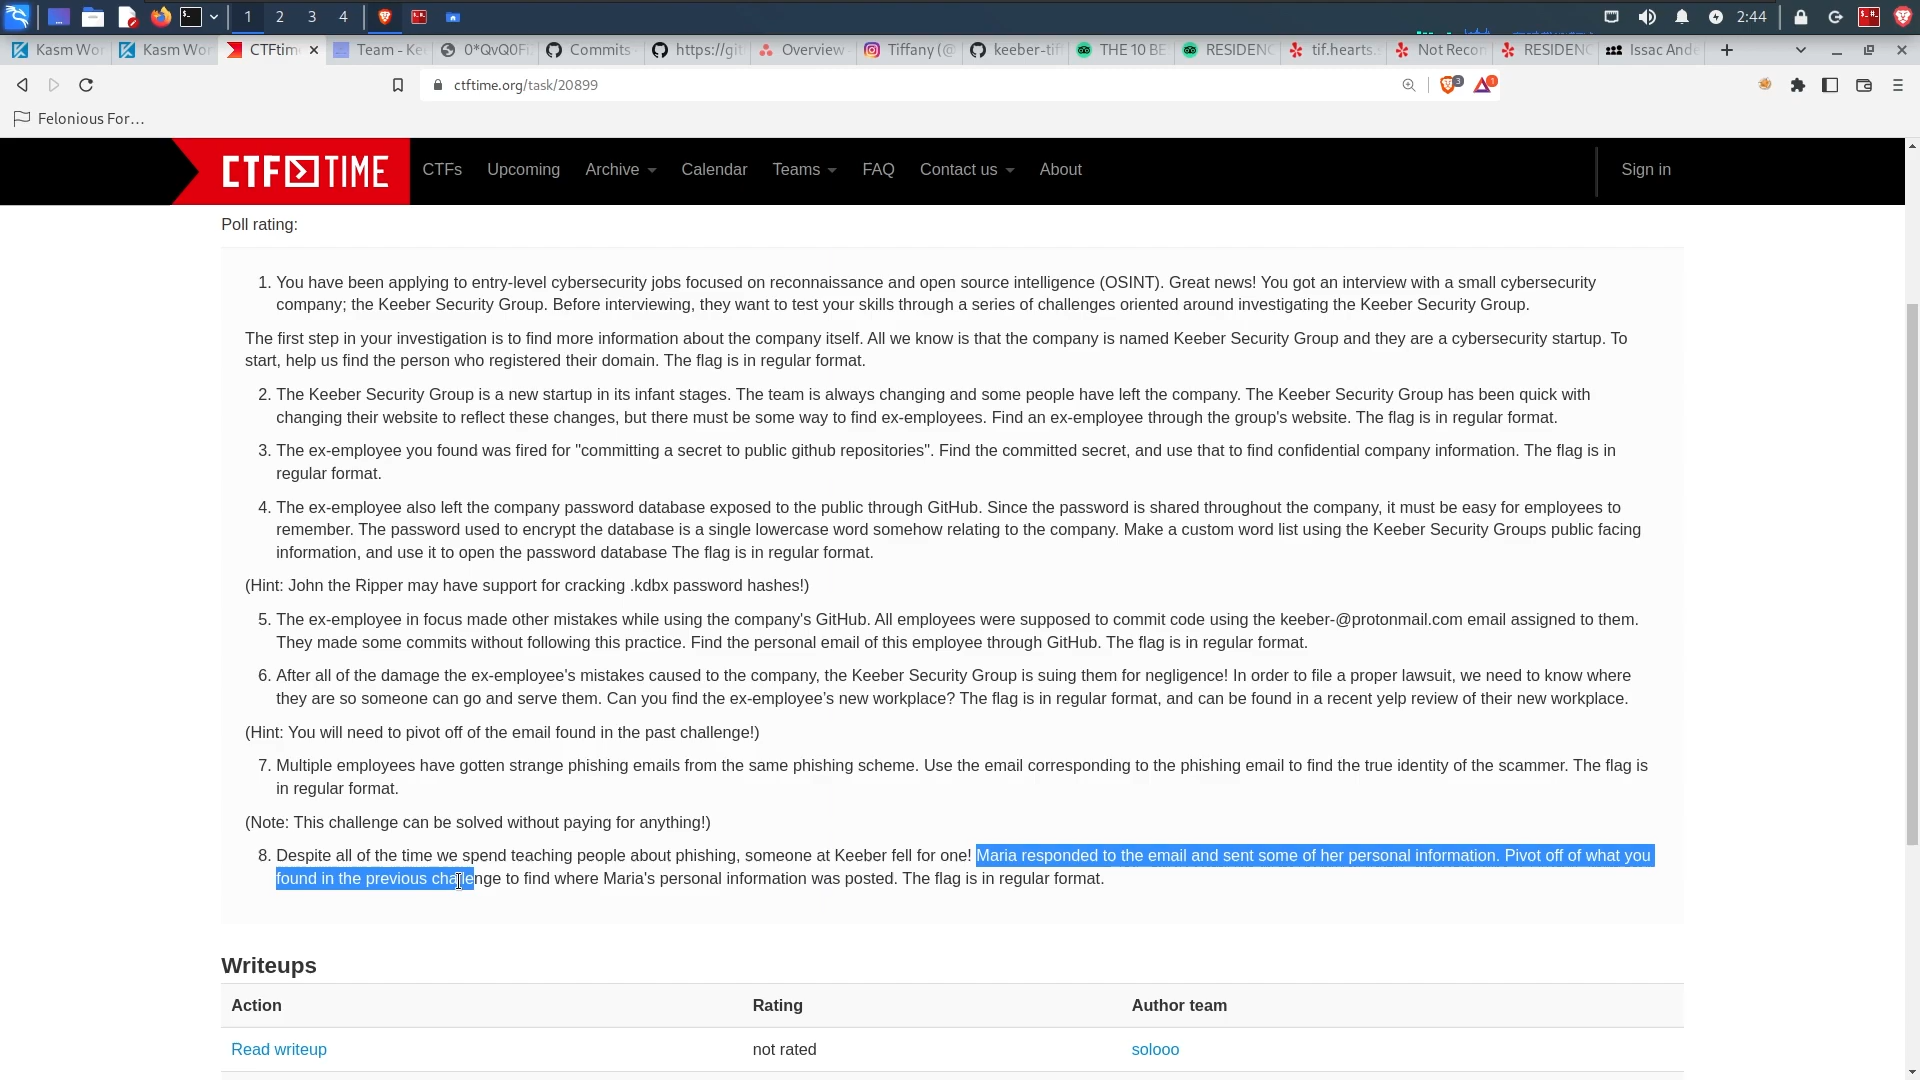 1 2 3 4 2:44
Kasm Wor Kasm Wor CTFtime Team - Ke 0*QvQ0Fi Commits https://git Overview Tiffany (@ keeber-tif THE 10 BE RESIDENC tif.hearts. Not Recon RESIDENC Issac Ande
ctftime.org/task/20899 3 1
Felonious For...
CTF TIME CTFs Upcoming Archive Calendar Teams FAQ Contact us About Sign in
Poll rating:
1. You have been applying to entry-level cybersecurity jobs focused on reconnaissance and open source intelligence (OSINT). Great news! You got an interview with a small cybersecurity
company; the Keeber Security Group. Before interviewing, they want to test your skills through a series of challenges oriented around investigating the Keeber Security Group.
The first step in your investigation is to find more information about the company itself. All we know is that the company is named Keeber Security Group and they are a cybersecurity startup. To
start, help us find the person who registered their domain. The flag is in regular format.
2. The Keeber Security Group is a new startup in its infant stages. The team is always changing and some people have left the company. The Keeber Security Group has been quick with
changing their website to reflect these changes, but there must be some way to find ex-employees. Find an ex-employee through the group's website. The flag is in regular format.
3. The ex-employee you found was fired for "committing a secret to public github repositories". Find the committed secret, and use that to find confidential company information. The flag is in
regular format.
4. The ex-employee also left the company password database exposed to the public through GitHub. Since the password is shared throughout the company, it must be easy for employees to
remember. The password used to encrypt the database is a single lowercase word somehow relating to the company. Make a custom word list using the Keeber Security Groups public facing
information, and use it to open the password database The flag is in regular format.
(Hint: John the Ripper may have support for cracking .kdbx password hashes!)
5. The ex-employee in focus made other mistakes while using the company's GitHub. All employees were supposed to commit code using the keeber-@protonmail.com email assigned to them.
They made some commits without following this practice. Find the personal email of this employee through GitHub. The flag is in regular format.
6. After all of the damage the ex-employee's mistakes caused to the company, the Keeber Security Group is suing them for negligence! In order to file a proper lawsuit, we need to know where
they are so someone can go and serve them. Can you find the ex-employee's new workplace? The flag is in regular format, and can be found in a recent yelp review of their new workplace.
(Hint: You will need to pivot off of the email found in the past challenge!)
7. Multiple employees have gotten strange phishing emails from the same phishing scheme. Use the email corresponding to the phishing email to find the true identity of the scammer. The flag is
in regular format.
(Note: This challenge can be solved without paying for anything!)
8. Despite all of the time we spend teaching people about phishing, someone at Keeber fell for one! Maria responded to the email and sent some of her personal information. Pivot off of what you
found in the previous challenge to find where Maria's personal information was posted. The flag is in regular format.
Writeups
Action Rating Author team
Read writeup not rated solooo